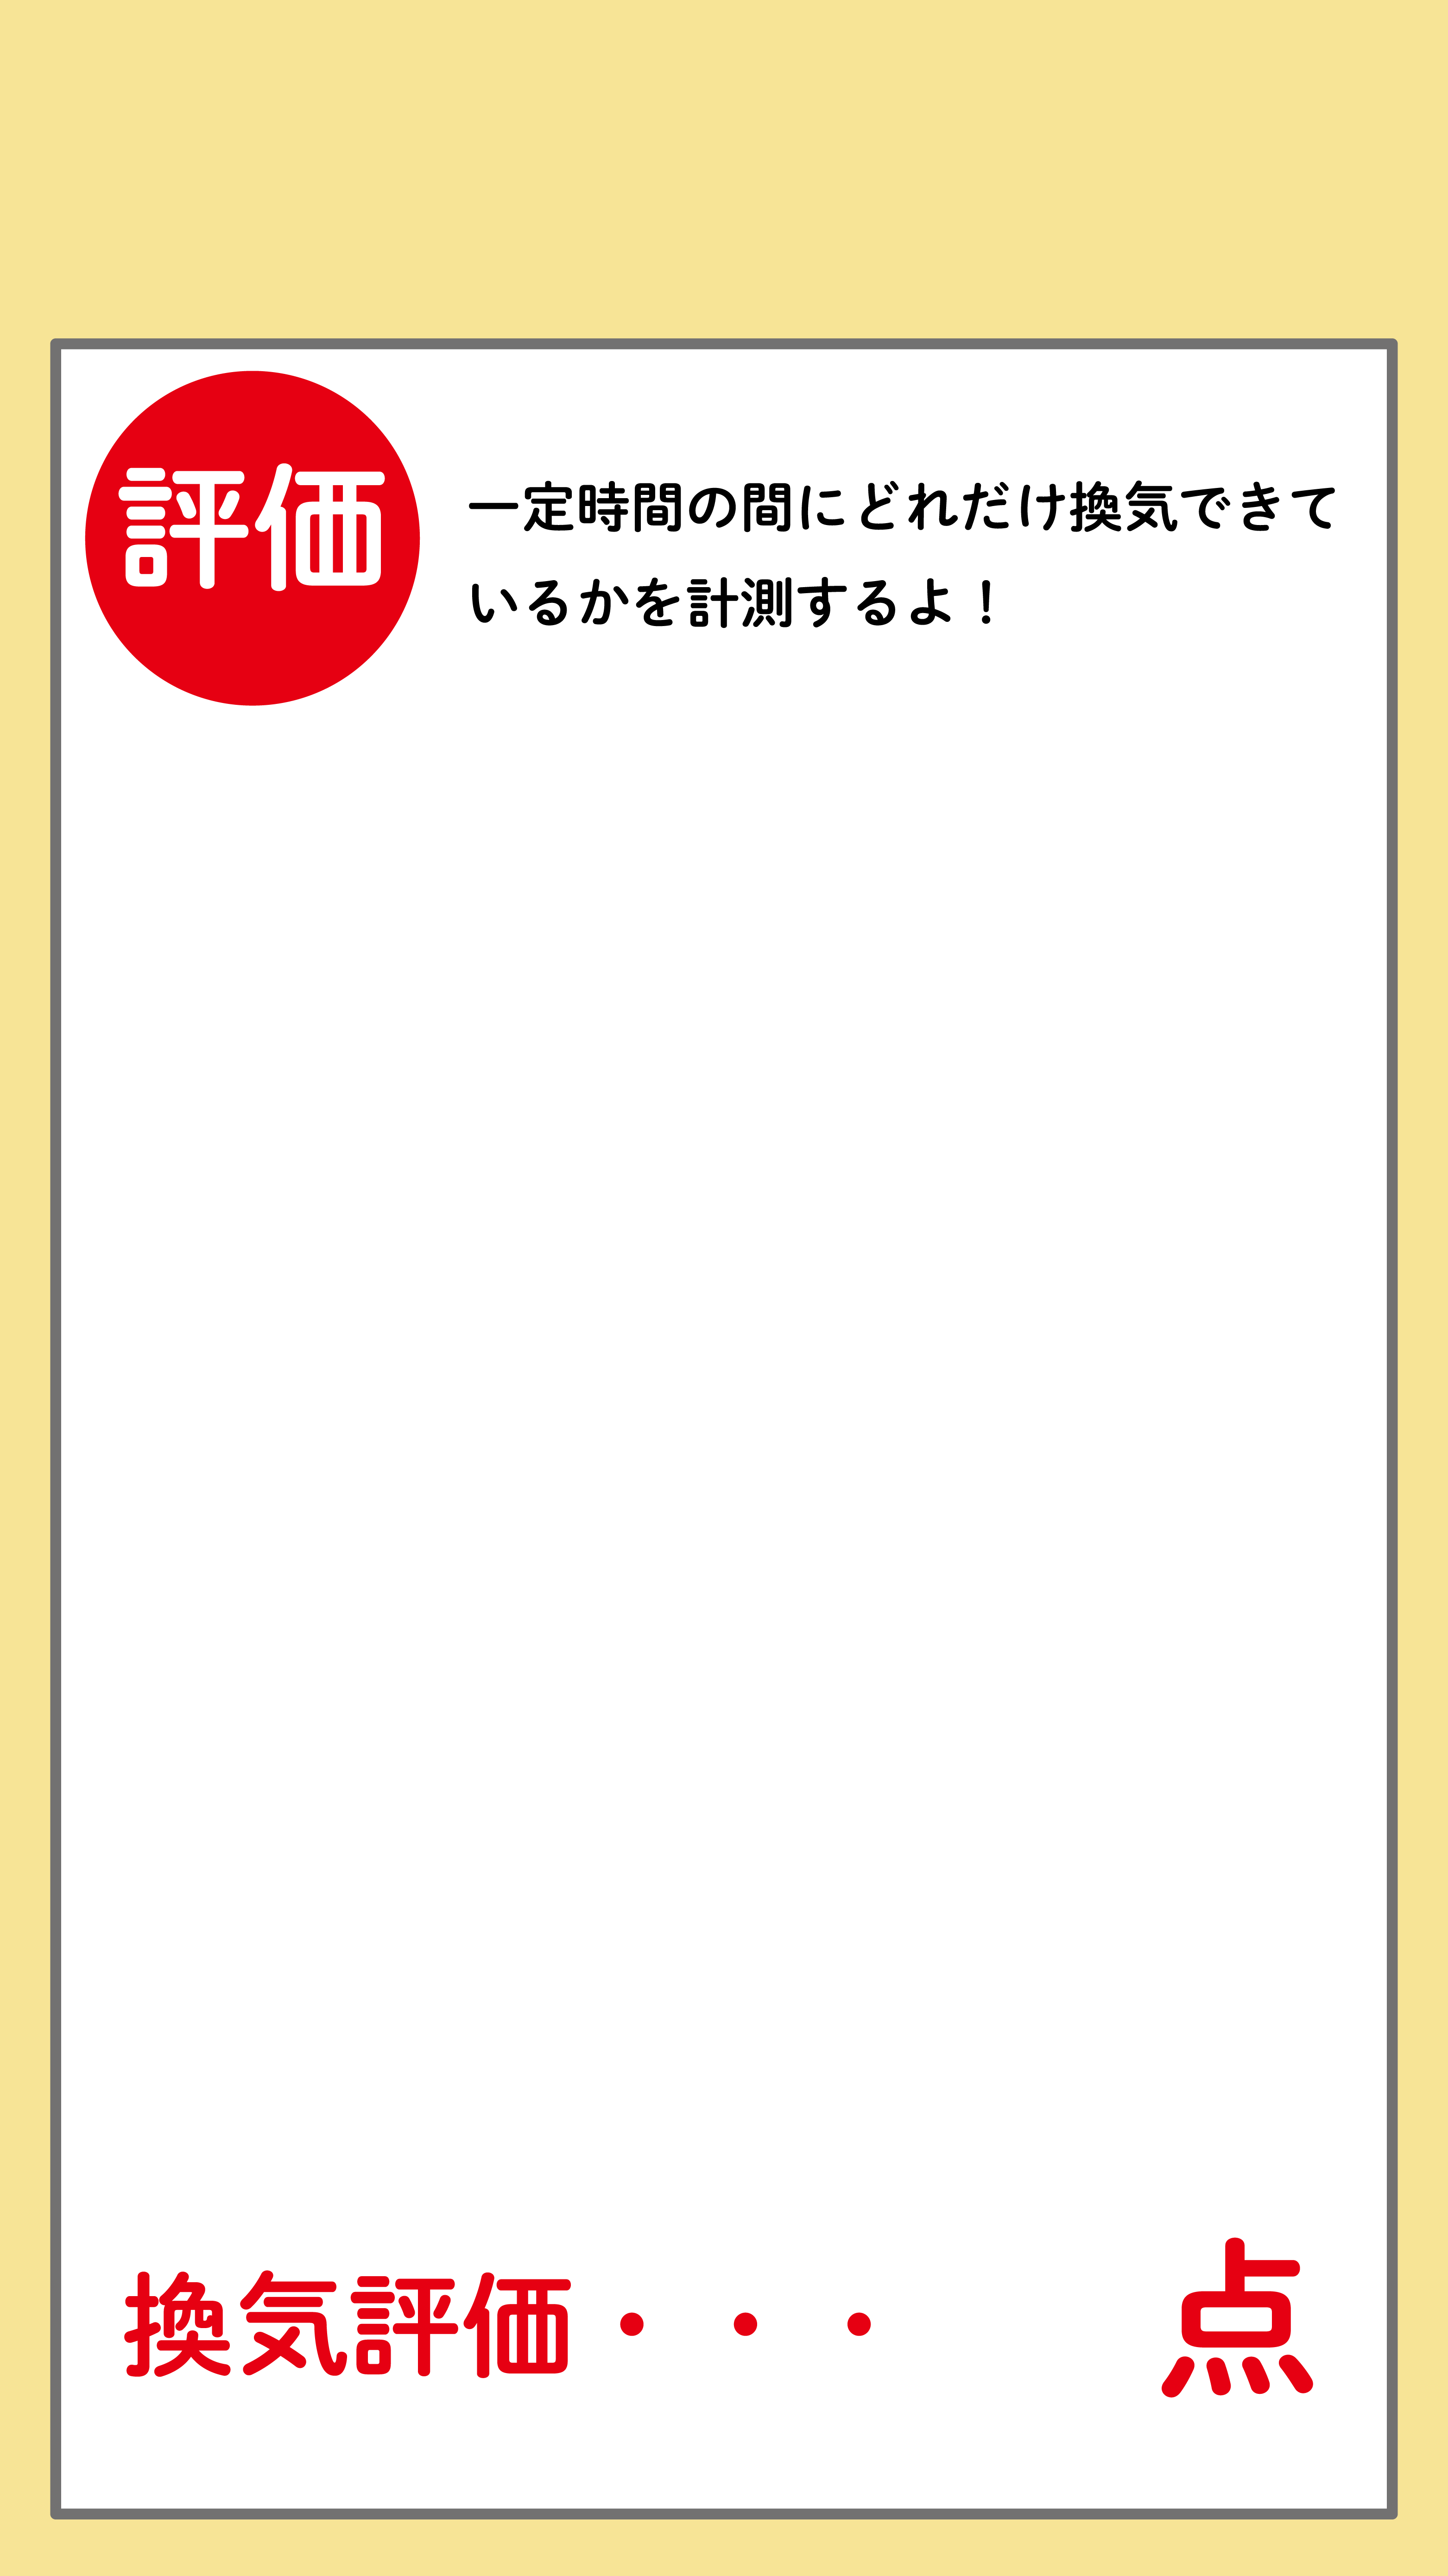 評価
一定時間の間にどれだけ換気できて
いるかを計測するよ！
換気評価・・・ 点